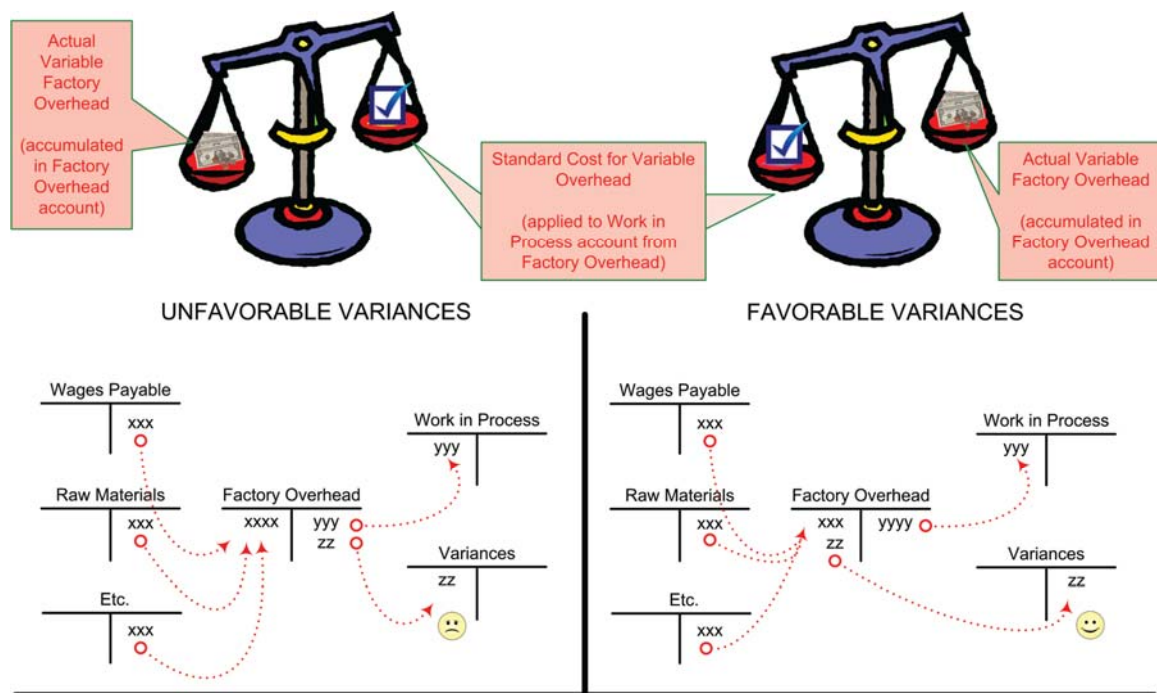 Actual
Variable
Factory
Overhead
(accumulated
in Factory
Overhead
account)
Standard Cost for Variable
Overhead
(applied to Work in
Process account from
Factory Overhead)
Actual Variable
Factory Overhead
(accumulated in
Factory Overhead
account)
UNFAVORABLE VARIANCES
Wages Payable
xxx
Raw Materials
xxx
Etc.
xxx
Factory Overhead
xxxx yyy
zz
Work in Process
yyy
Variances
zz
FAVORABLE VARIANCES
Wages Payable
xxx
Raw Materials
xxx
Etc.
xxx
Factory Overhead
xxx yyyy
zz
Work in Process
yyy
Variances
zz